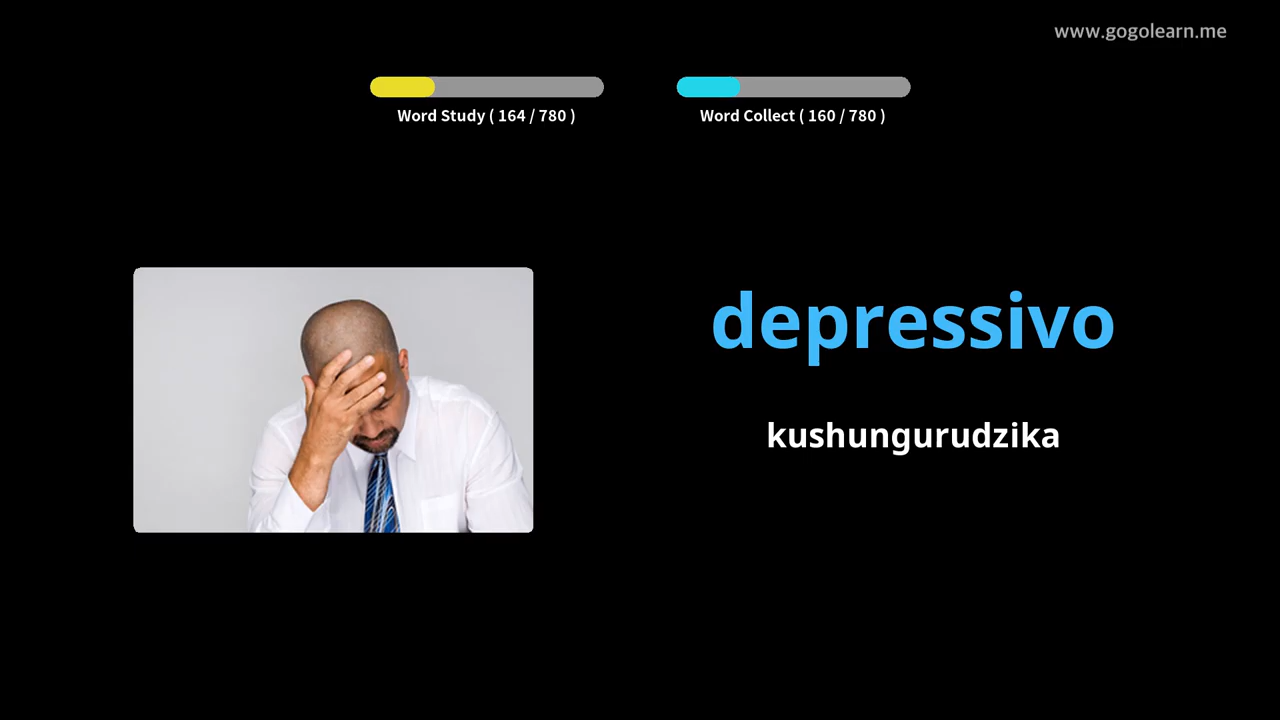 www.gogolearn.me
Word Study ( 164 / 780 )
Word Collect ( 160 / 780 )
depressivo
kushungurudzika